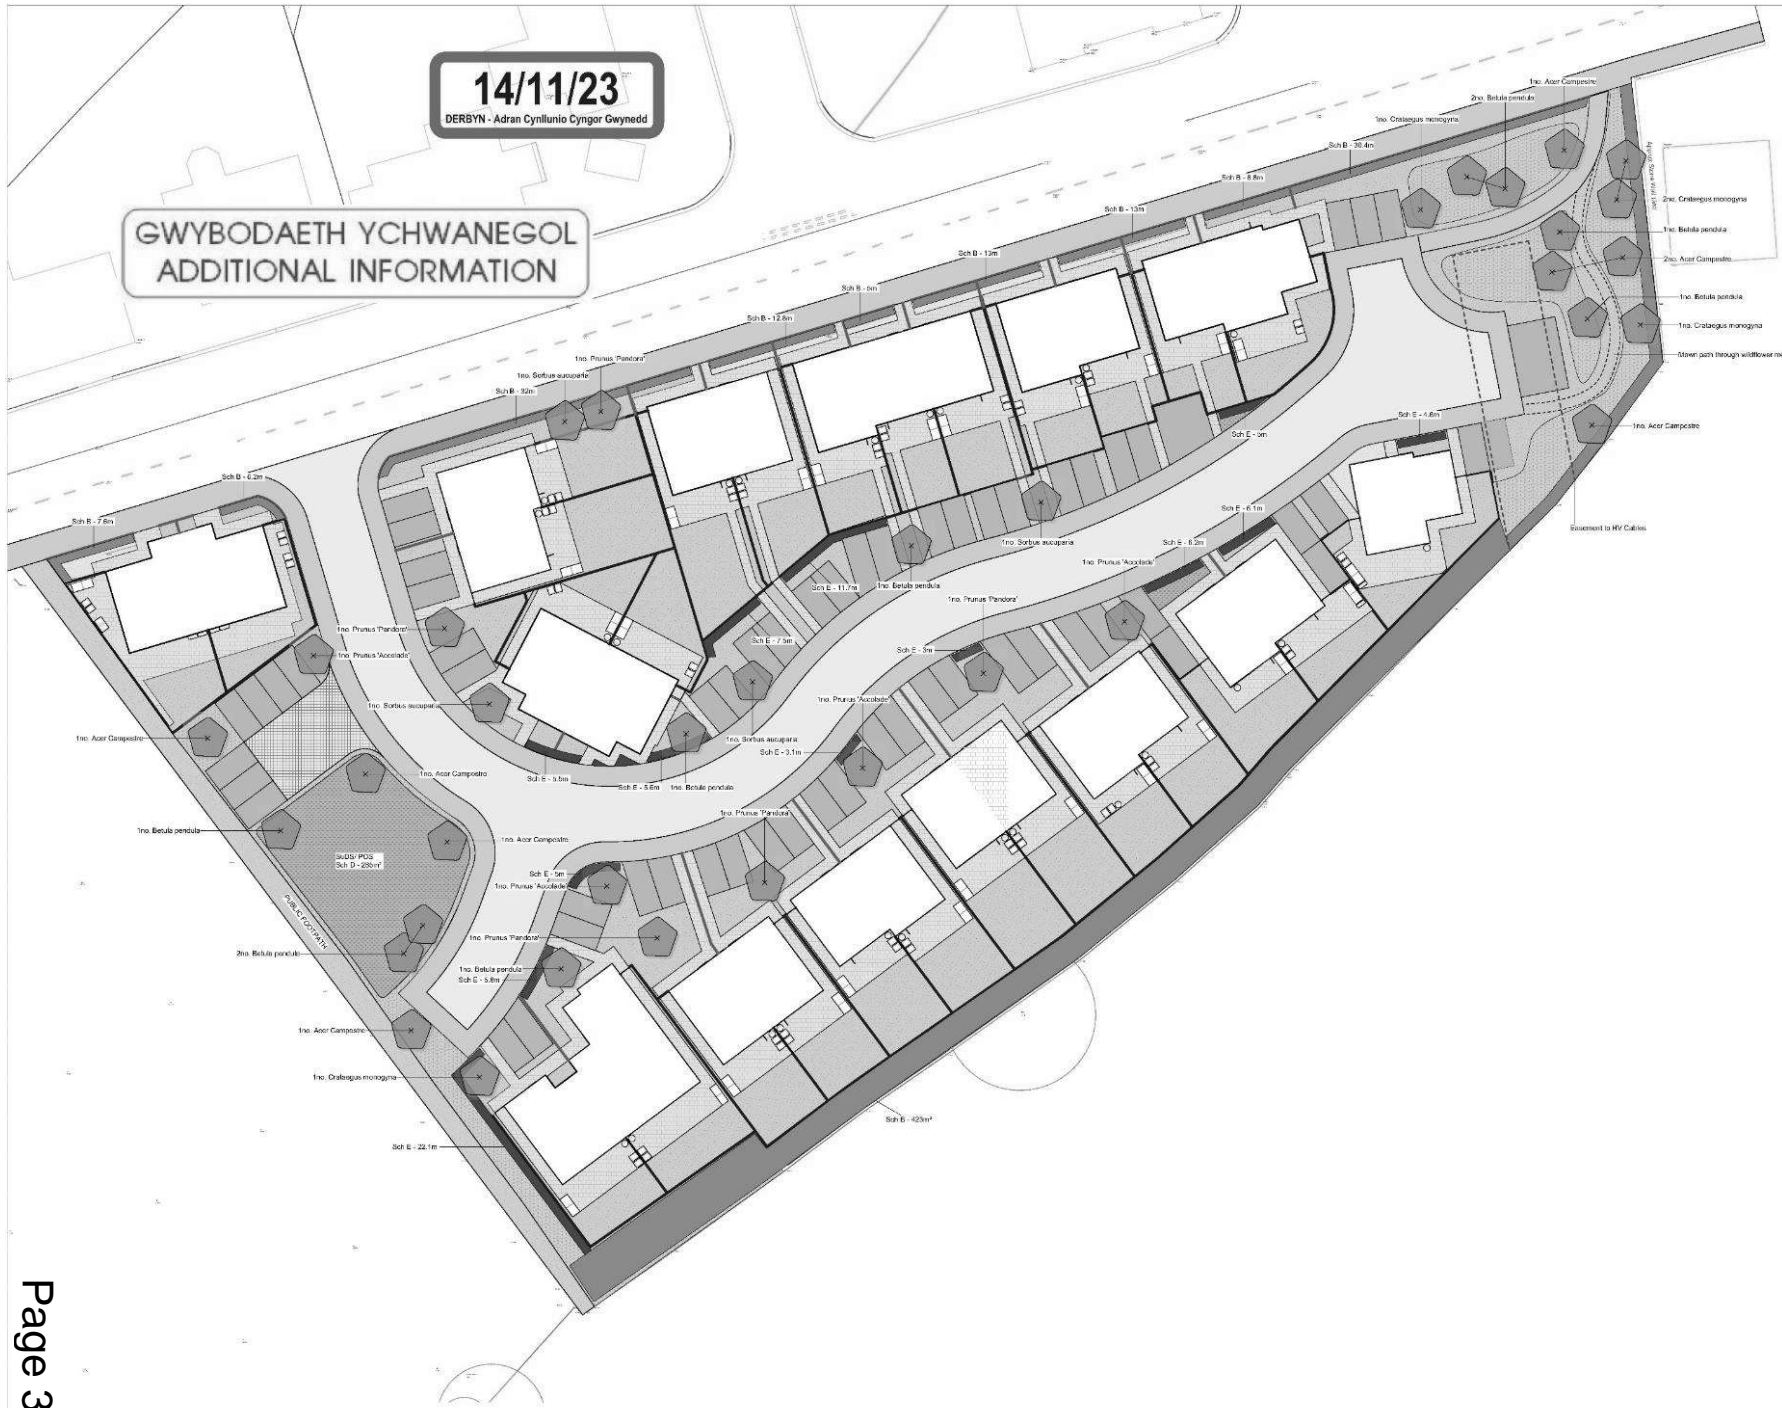 14/11/23
DERBYN - Adran Cynllunio Cyngor Gwynedd
GWYBODAETH YCHWANEGOL
ADDITIONAL INFORMATION
1no. Acer Campestre
2no. Betula pendula
1no. Crataegus monogyna
Sch B - 8.8m
Sch B - 13m
Sch B - 13m
2no. Crataegus monogyna
1no. Betula pendula
2no. Acer Campestre
1no. Betula pendula
1no. Crataegus monogyna
Mown path through wildflower
Sch B - 12.8m
1no. Prunus 'Pandora'
1no. Sorbus aucuparia
Sch B - 32m
Sch E - 4.8m
1no. Acer Campestre
Sch E - 5m
Sch B - 6.2m
Sch B - 7.6m
Sch E - 6.1m
Easement to HV Cables
1no. Sorbus aucuparia
Sch E - 6.2m
1no. Prunus 'Accolade'
1no. Betula pendula
Sch E - 11.7m
1no. Prunus 'Pandora'
1no. Prunus 'Pandora'
Sch E - 7.5m
Sch E - 3m
1no. Prunus 'Accolade'
1no. Prunus 'Accolade'
1no. Sorbus aucuparia
1no. Acer Campestre
1no. Sorbus aucuparia
Sch E - 3.1m
1no. Acer Campestre
Sch E - 5.5m
Sch E - 5.6m
1no. Betula pendula
1no. Prunus 'Pandora'
1no. Betula pendula
1no. Acer Campestre
SuDS/ POS
Sch D - 285m²
Sch E - 5m
1no. Prunus 'Accolade'
PUBLIC FOOTPATH
1no. Prunus 'Pandora'
2no. Betula pendula
1no. Betula pendula
Sch E - 5.8m
1no. Acer Campestre
1no. Crataegus monogyna
Sch B - 423m²
Sch E - 22.1m
Page 3